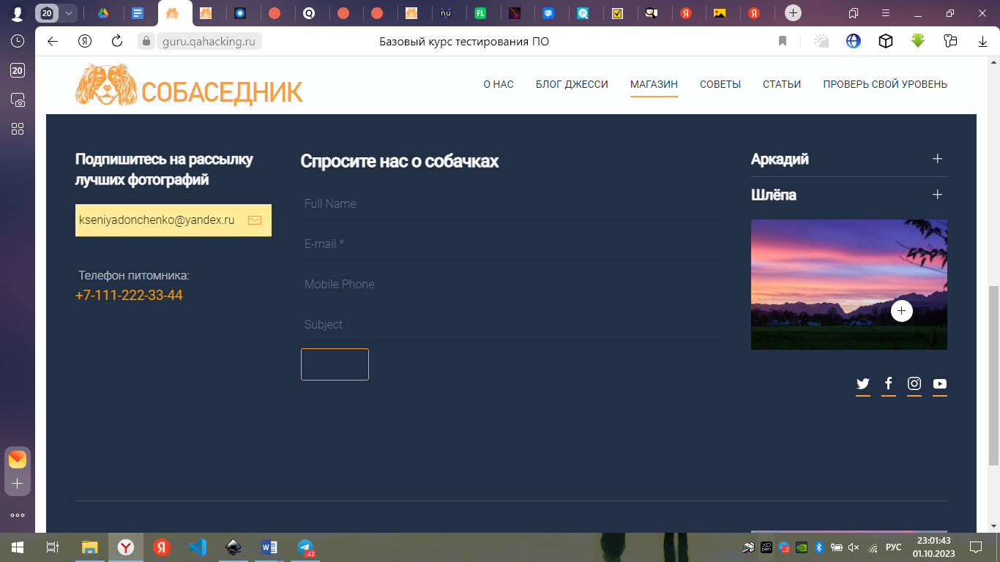 20
nu
FL
guru.qahacking.ru
Базовый курс тестирования ПО
20
СОБАСЕДНИК
О НАС
БЛОГ ДЖЕССИ
МАГАЗИН
СОВЕТЫ
СТАТЬИ
ПРОВЕРЬ СВОЙ УРОВЕНЬ
Подпишитесь на рассылку
лучших фотографий
kseniyadonchenko@yandex.ru
Телефон питомника:
+7-111-222-33-44
Спросите нас о собачках
Full Name
E-mail *
Mobile Phone
Subject
Аркадий
Шлёпа
РУС
23:01:43
01.10.2023